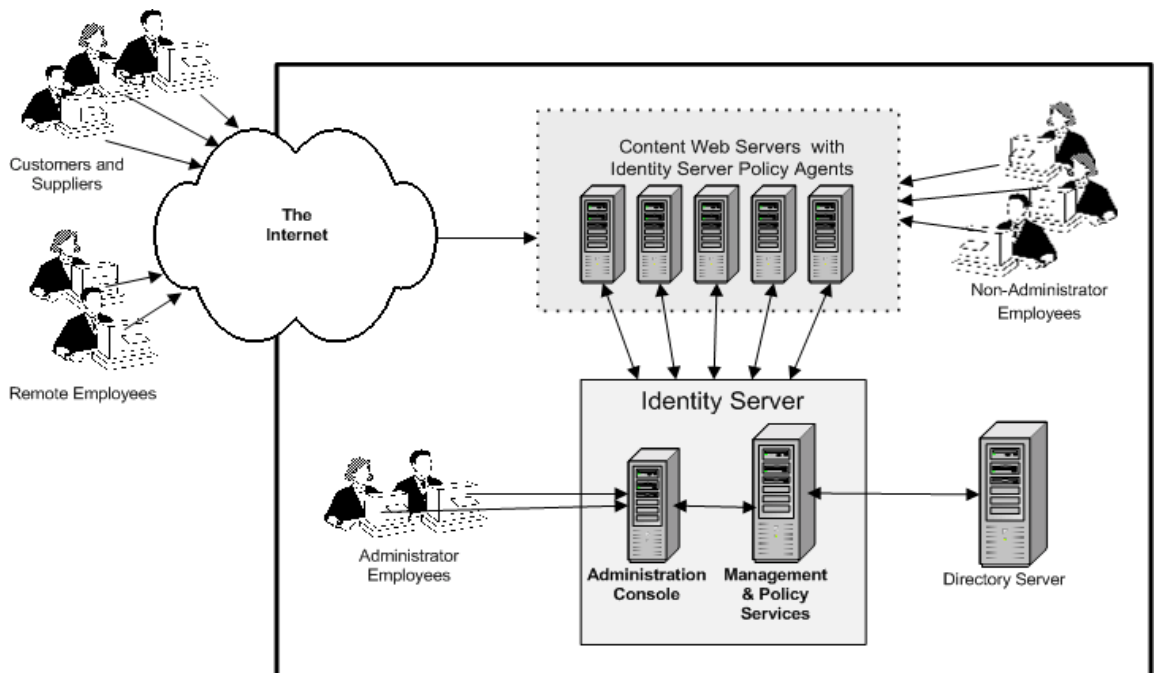 Customers and
Suppliers
The
Internet
Content Web Servers with
Identity Server Policy Agents
Non-Administrator
Employees
Remote Employees
Identity Server
Administrator
Employees
Administration
Console
Management
& Policy
Services
Directory Server